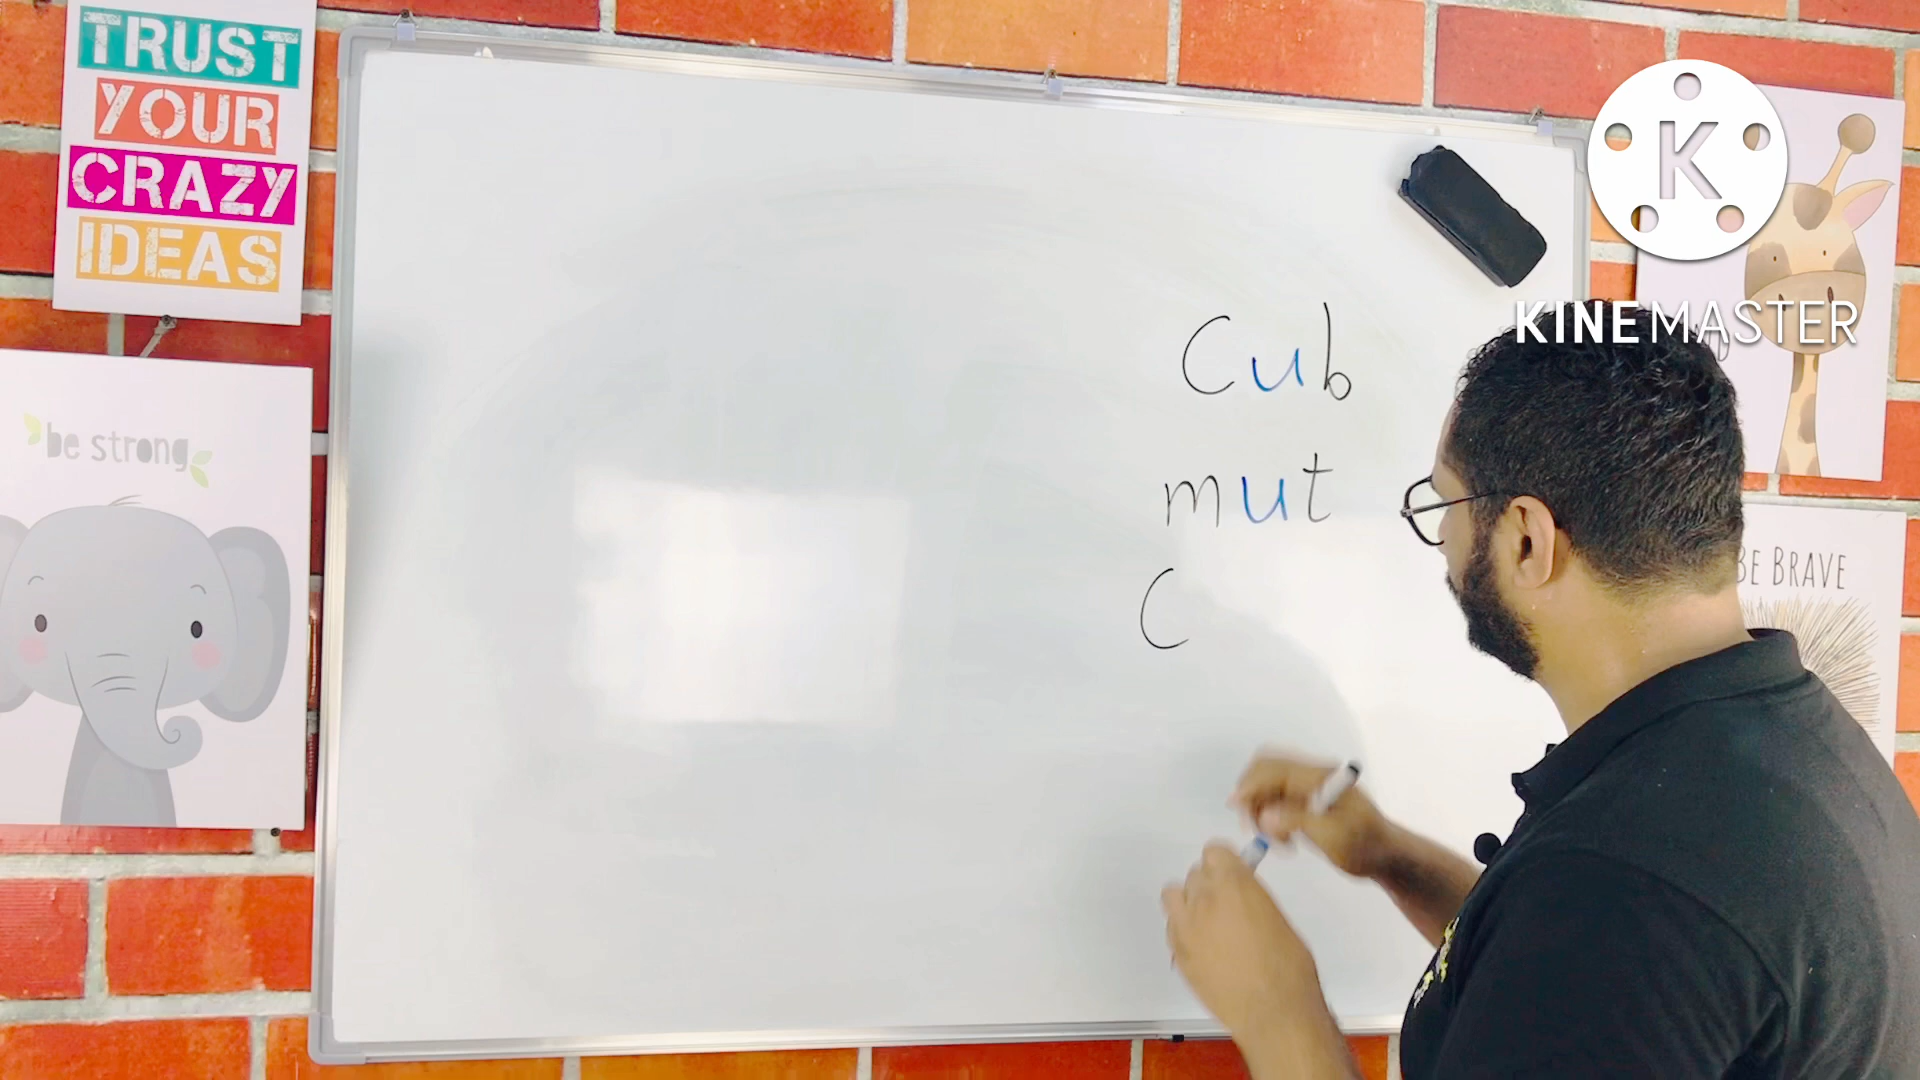 TRUST
YOUR
CRAZY
IDEAS
be strong
Cub
mut
C
K
KINEMASTER
BE BRAVE